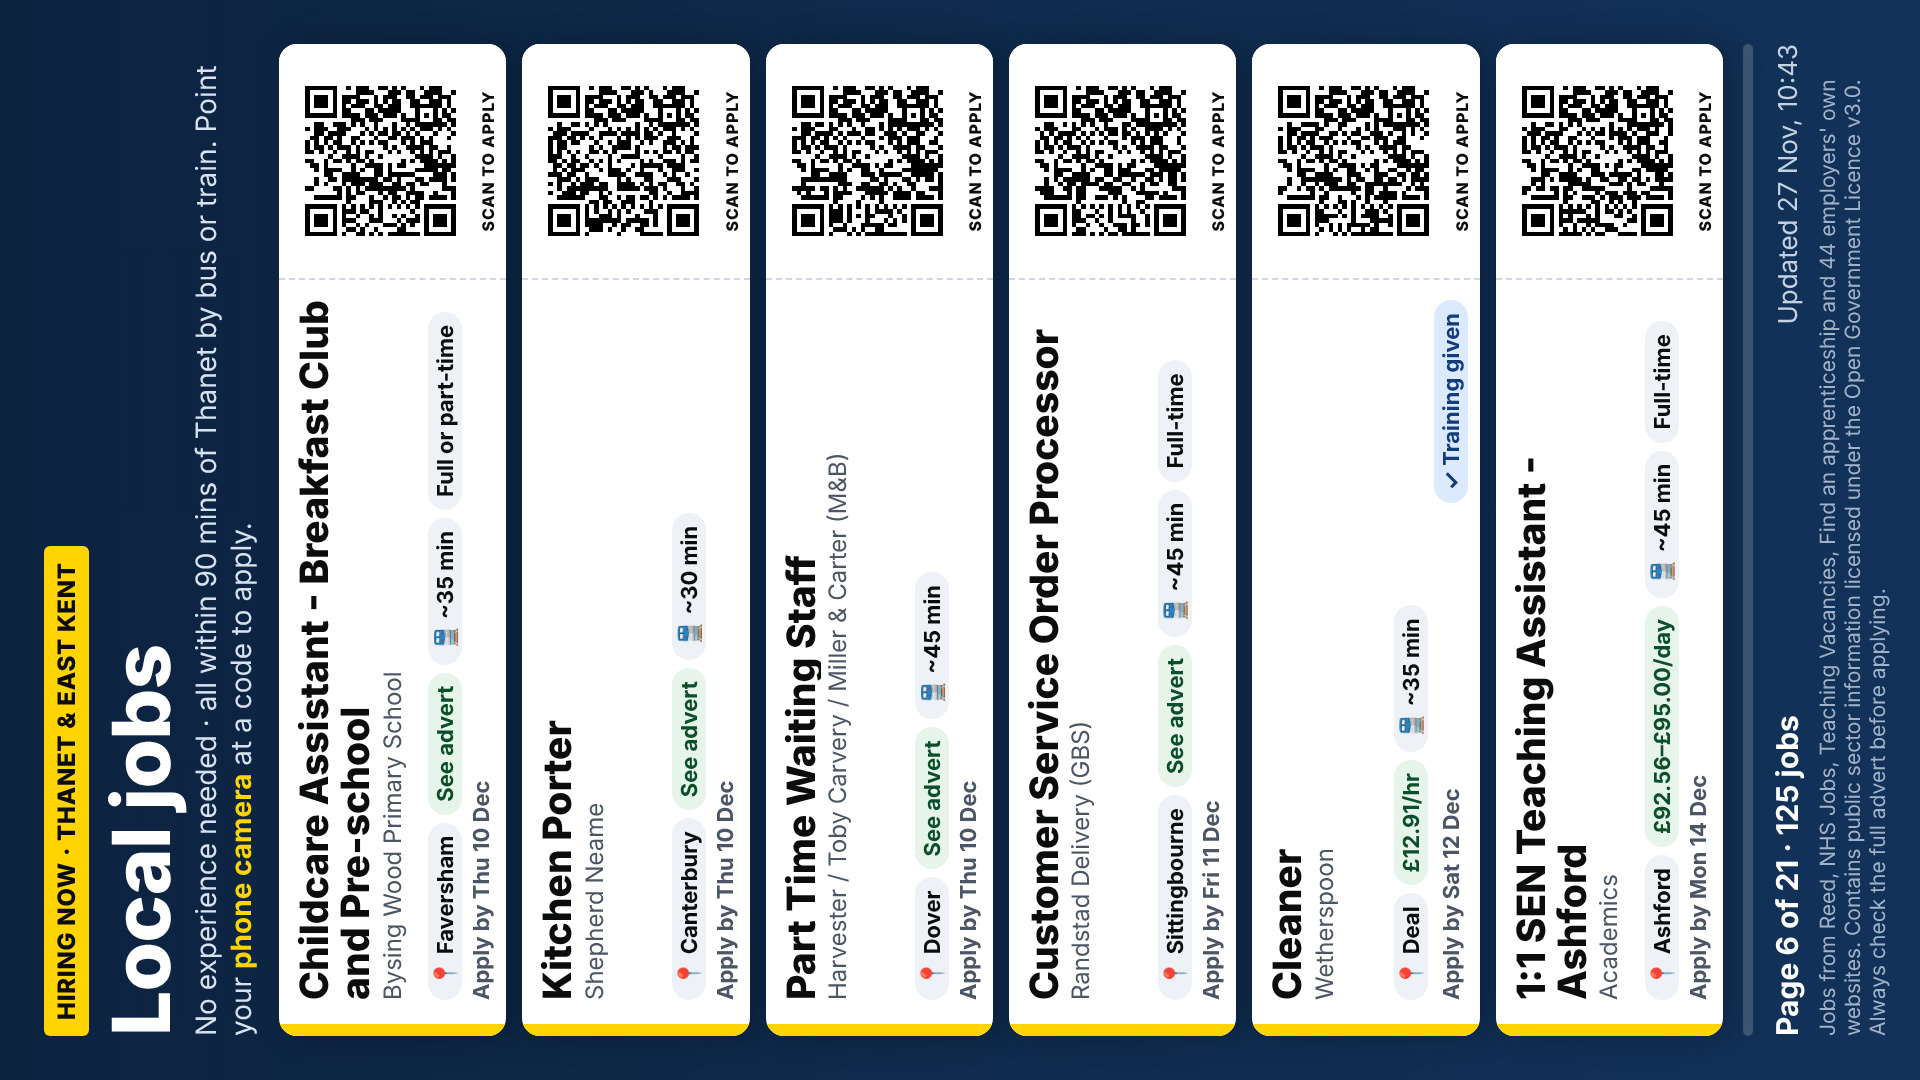 HIRING NOW · THANET & EAST KENT
Local jobs
No experience needed · all within 90 mins of Thanet by bus or train. Point
your phone camera at a code to apply.
Childcare Assistant - Breakfast Club
and Pre-school
Bysing Wood Primary School
Faversham
See advert
~35 min
Full or part-time
Apply by Thu 10 Dec
SCAN TO APPLY
Kitchen Porter
Shepherd Neame
Canterbury
See advert
~30 min
Apply by Thu 10 Dec
SCAN TO APPLY
Part Time Waiting Staff
Harvester / Toby Carvery / Miller & Carter (M&B)
Dover
See advert
~45 min
Apply by Thu 10 Dec
SCAN TO APPLY
Customer Service Order Processor
Randstad Delivery (GBS)
Sittingbourne
See advert
~45 min
Full-time
Apply by Fri 11 Dec
SCAN TO APPLY
Cleaner
Wetherspoon
Deal
£12.91/hr
~35 min
Apply by Sat 12 Dec
✓ Training given
SCAN TO APPLY
1:1 SEN Teaching Assistant -
Ashford
Academics
Ashford
£92.56–£95.00/day
~45 min
Full-time
Apply by Mon 14 Dec
SCAN TO APPLY
Page 6 of 21 · 125 jobs
Updated 27 Nov, 10:43
Jobs from Reed, NHS Jobs, Teaching Vacancies, Find an apprenticeship and 44 employers' own
websites. Contains public sector information licensed under the Open Government Licence v3.0.
Always check the full advert before applying.